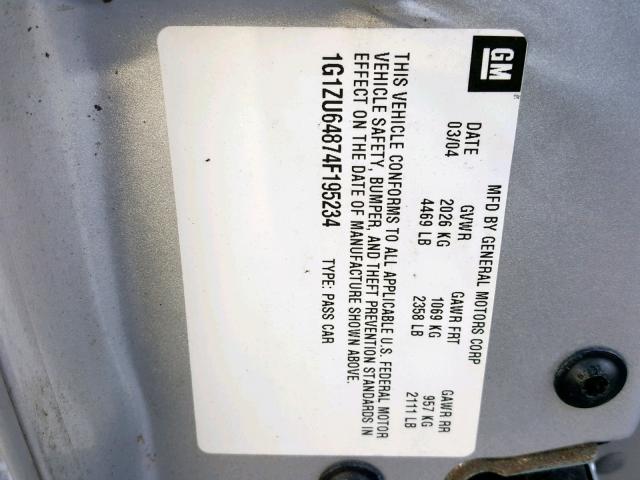 GM
MFD BY GENERAL MOTORS CORP
DATE GVWR GAWR FRT GAWR RR
03/04 2026 KG 1069 KG 957 KG
4469 LB 2358 LB 2111 LB
THIS VEHICLE CONFORMS TO ALL APPLICABLE U.S. FEDERAL MOTOR
VEHICLE SAFETY, BUMPER, AND THEFT PREVENTION STANDARDS IN
EFFECT ON THE DATE OF MANUFACTURE SHOWN ABOVE.
1G1ZU64874F195234 TYPE: PASS CAR